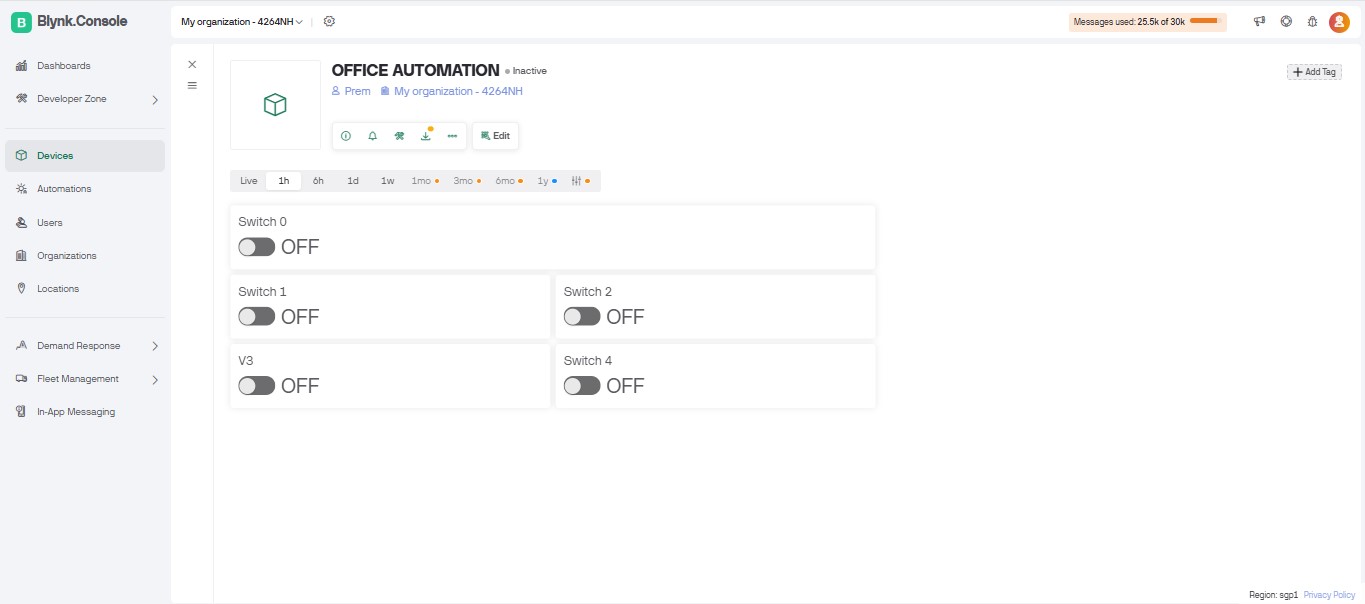 B Blynk.Console
My organization - 4264NH
Messages used: 25.5k of 30k
Dashboards
Developer Zone
Devices
Automations
Users
Organizations
Locations
Demand Response
Fleet Management
In-App Messaging
OFFICE AUTOMATION Inactive
Prem My organization - 4264NH
Add Tag
Edit
Live 1h 6h 1d 1w 1mo 3mo 6mo 1y
Switch 0
OFF
Switch 1
OFF
Switch 2
OFF
V3
OFF
Switch 4
OFF
Region: sgp1 Privacy Policy